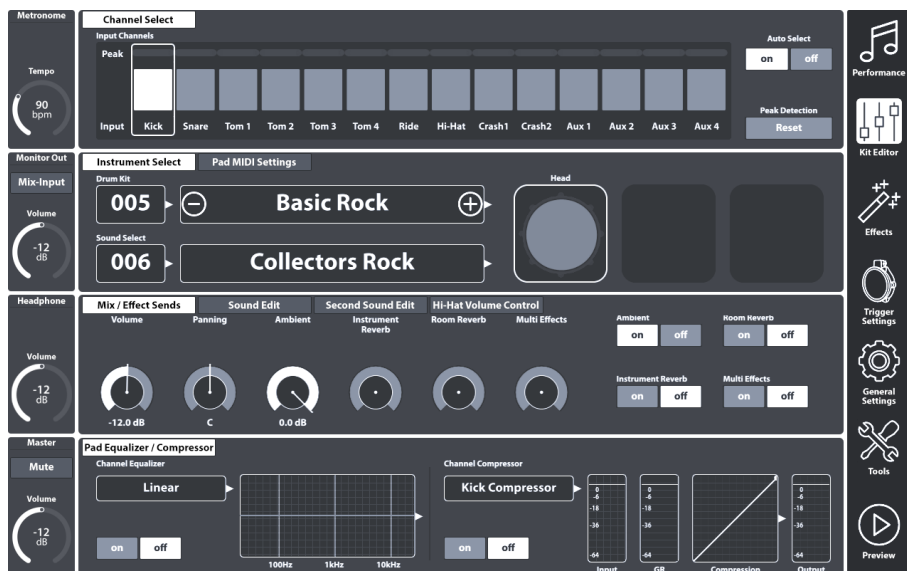 Metronome
Tempo
90
bpm
Channel Select
Input Channels
Peak
Input Kick Snare Tom 1 Tom 2 Tom 3 Tom 4 Ride Hi-Hat Crash1 Crash2 Aux 1 Aux 2 Aux 3 Aux 4
Auto Select
on off
Peak Detection
Reset
Monitor Out
Mix-Input
Volume
-12
dB
Instrument Select Pad MIDI Settings
Drum Kit
005 Basic Rock
Sound Select
006 Collectors Rock
Head
Headphone
Volume
-12
dB
Mix / Effect Sends Sound Edit Second Sound Edit Hi-Hat Volume Control
Volume Panning Ambient Instrument Reverb Room Reverb Multi Effects
-12.0 dB C 0.0 dB
Ambient Room Reverb
on off on off
Instrument Reverb Multi Effects
on off on off
Master
Mute
Volume
-12
dB
Pad Equalizer / Compressor
Channel Equalizer
Linear
on off
100Hz 1kHz 10kHz
Channel Compressor
Kick Compressor
on off
0 0 0
-6 -6 -6
-18 -18 -18
-36 -36 -36
-64 -64 -64
Input GR Compression Output
Performance
Kit Editor
Effects
Trigger
Settings
General
Settings
Tools
Preview